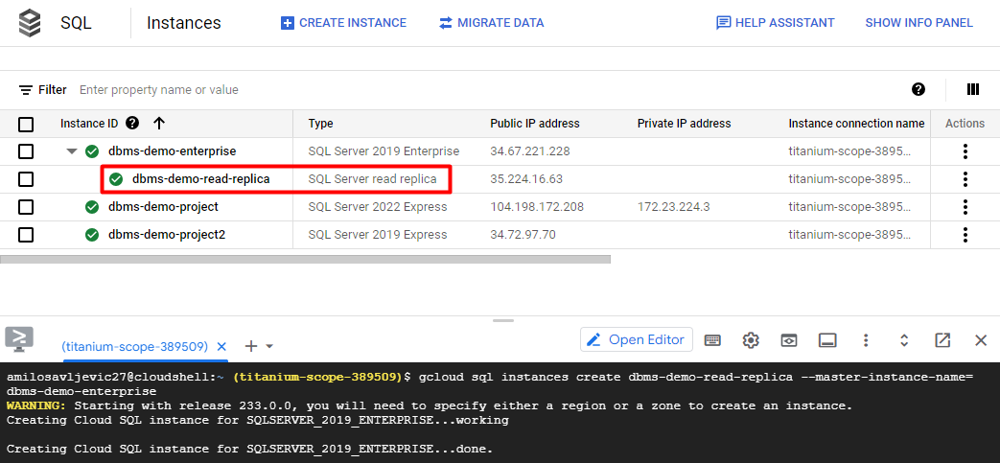 SQL Instances CREATE INSTANCE MIGRATE DATA HELP ASSISTANT SHOW INFO PANEL
Filter Enter property name or value
Instance ID Type Public IP address Private IP address Instance connection name Actions
dbms-demo-enterprise SQL Server 2019 Enterprise 34.67.221.228 titanium-scope-3895...
dbms-demo-read-replica SQL Server read replica 35.224.16.63 titanium-scope-3895...
dbms-demo-project SQL Server 2022 Express 104.198.172.208 172.23.224.3 titanium-scope-3895...
dbms-demo-project2 SQL Server 2019 Express 34.72.97.70 titanium-scope-3895...
(titanium-scope-389509) Open Editor
amilosavljevic27@cloudshell:~ (titanium-scope-389509)$ gcloud sql instances create dbms-demo-read-replica --master-instance-name=
dbms-demo-enterprise
WARNING: Starting with release 233.0.0, you will need to specify either a region or a zone to create an instance.
Creating Cloud SQL instance for SQLSERVER_2019_ENTERPRISE...working
Creating Cloud SQL instance for SQLSERVER_2019_ENTERPRISE...done.